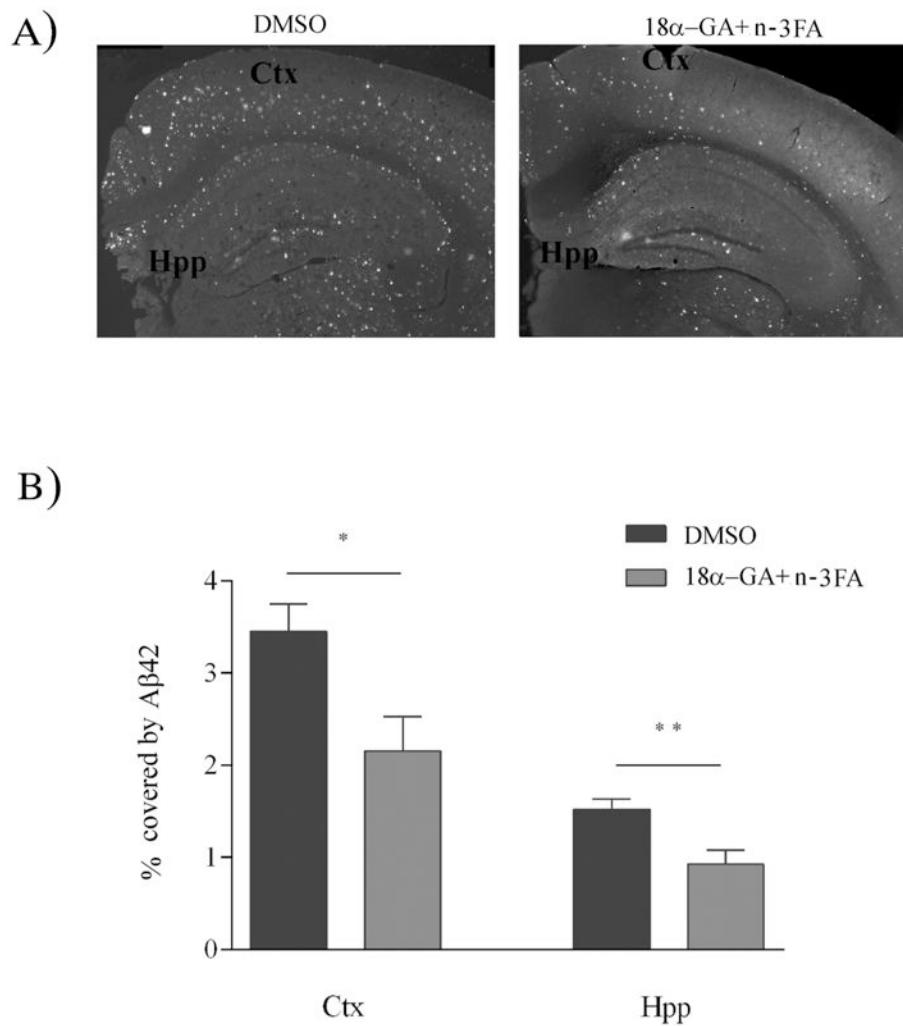 A)
DMSO
18α–GA+ n-3FA
Ctx
Ctx
Hpp
Hpp
B)
DMSO
18α–GA+ n-3FA
*
**
% covered by Aβ42
4
3
2
1
0
Ctx
Hpp